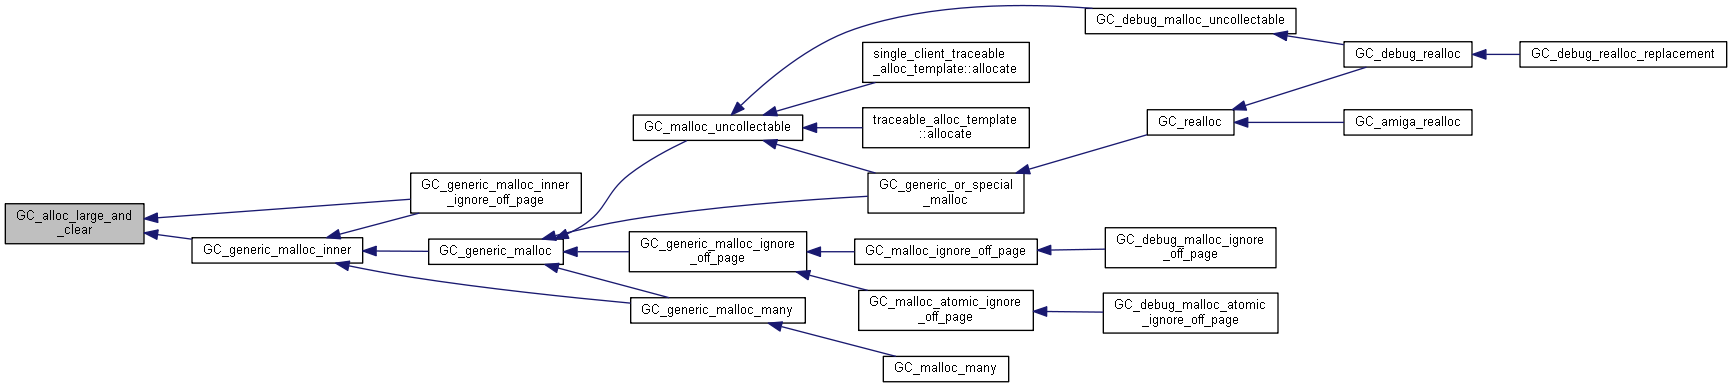 GC_debug_malloc_uncollectable
single_client_traceable
_alloc_template::allocate
GC_debug_realloc
GC_debug_realloc_replacement
GC_malloc_uncollectable
traceable_alloc_template
::allocate
GC_realloc
GC_amiga_realloc
GC_generic_malloc_inner
_ignore_off_page
GC_generic_or_special
_malloc
GC_alloc_large_and
_clear
GC_generic_malloc_inner
GC_generic_malloc
GC_generic_malloc_ignore
_off_page
GC_malloc_ignore_off_page
GC_debug_malloc_ignore
_off_page
GC_generic_malloc_many
GC_malloc_atomic_ignore
_off_page
GC_debug_malloc_atomic
_ignore_off_page
GC_malloc_many